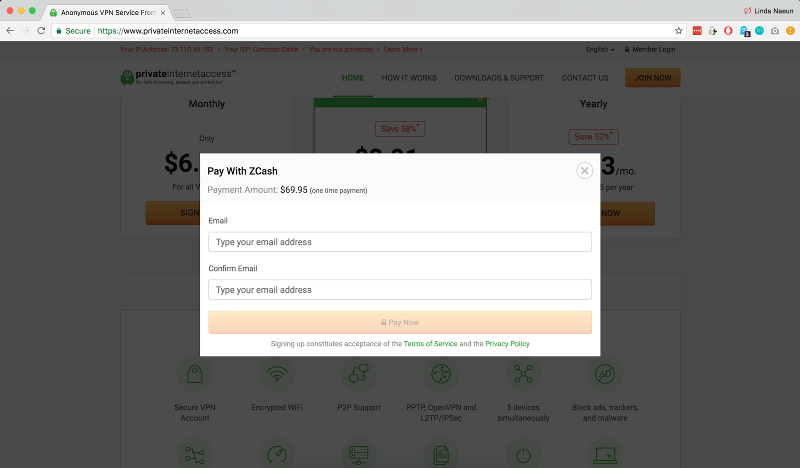 Anonymous VPN Service From
Linda Naeun
Secure
https://www.privateinternetaccess.com
Your IP Address: 73.110.46.192 · Your ISP: Comcast Cable · You are not protected · Learn More »
English
Member Login
privateinternetaccess™
for safe browsing, always use protection™
HOME
HOW IT WORKS
DOWNLOADS & SUPPORT
CONTACT US
JOIN NOW
Monthly
Yearly
Save 58%*
Save 52%*
Only
$6.
3/mo.
For all
per year
SIGN
NOW
Pay With ZCash
Payment Amount: $69.95 (one time payment)
Email
Type your email address
Confirm Email
Type your email address
Pay Now
Signing up constitutes acceptance of the Terms of Service and the Privacy Policy
Secure VPN
Account
Encrypted WiFi
P2P Support
PPTP, OpenVPN and
L2TP/IPSec
5 devices
simultaneously
Block ads, trackers,
and malware